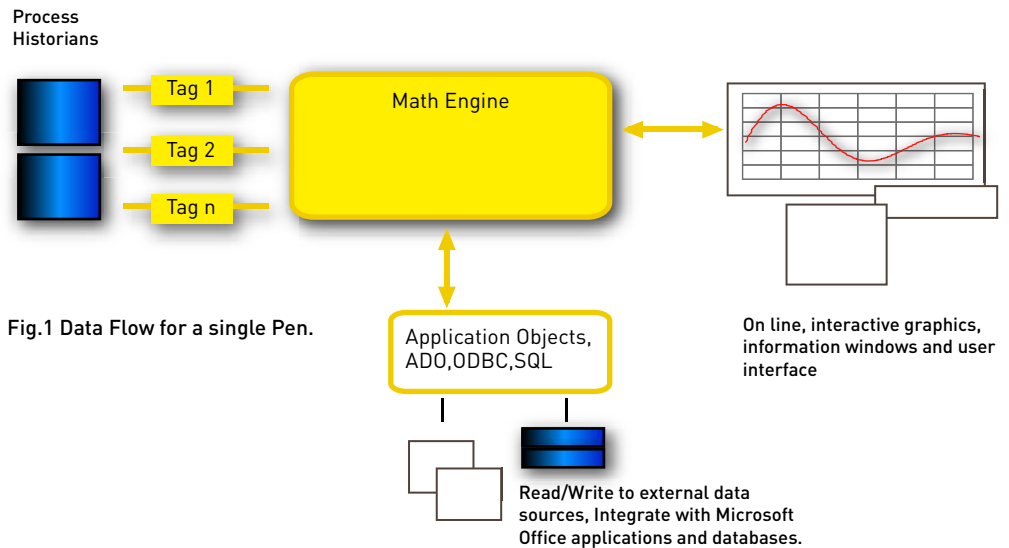 Process
Historians
Tag 1
Tag 2
Tag n
Math Engine
Fig.1 Data Flow for a single Pen.
Application Objects,
ADO,ODBC,SQL
On line, interactive graphics,
information windows and user
interface
Read/Write to external data
sources, Integrate with Microsoft
Office applications and databases.